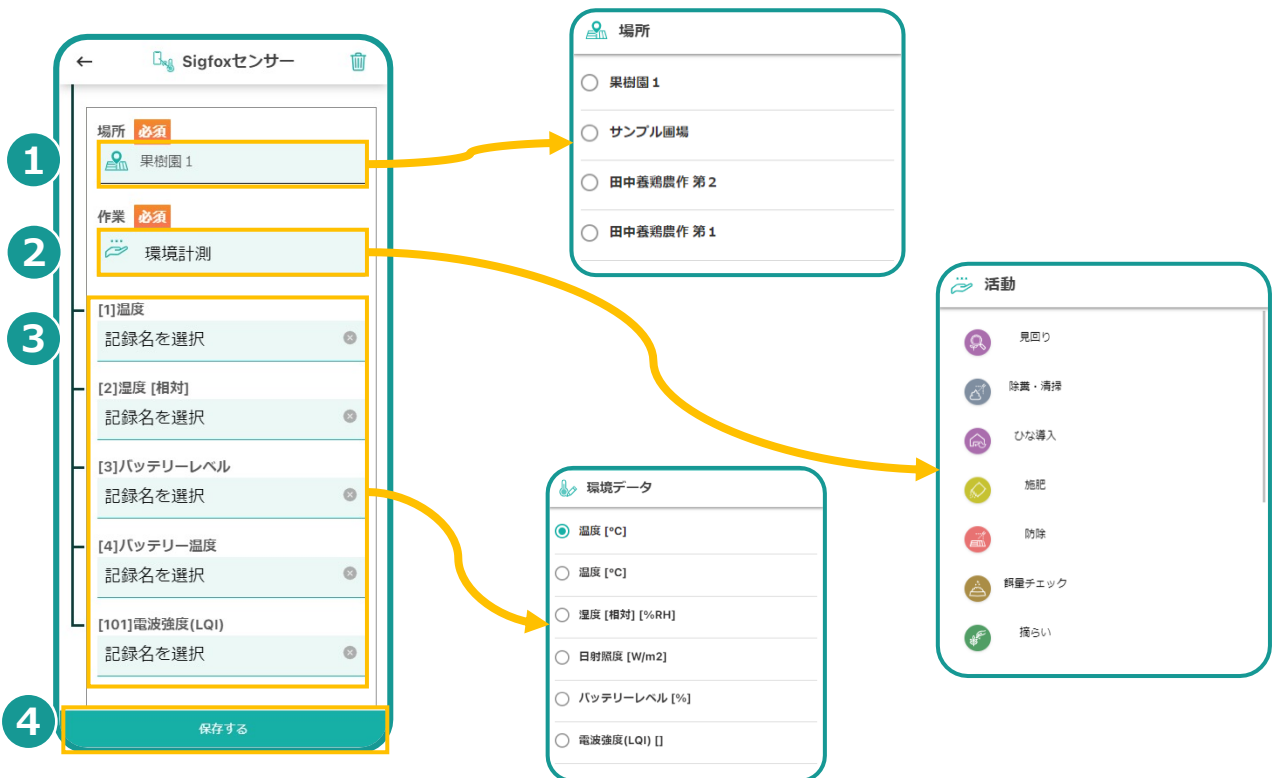 ← Sigfoxセンサー
1
場所 必須
果樹園1
2
作業 必須
環境計測
3
[1]温度
記録名を選択
[2]湿度 [相対]
記録名を選択
[3]バッテリーレベル
記録名を選択
[4]バッテリー温度
記録名を選択
[101]電波強度(LQI)
記録名を選択
4
保存する
場所
果樹園1
サンプル圃場
田中養鶏農作 第2
田中養鶏農作 第1
環境データ
温度 [°C]
温度 [°C]
湿度 [相対] [%RH]
日射照度 [W/m2]
バッテリーレベル [%]
電波強度(LQI) []
活動
見回り
除糞・清掃
ひな導入
施肥
防除
餌量チェック
摘らい